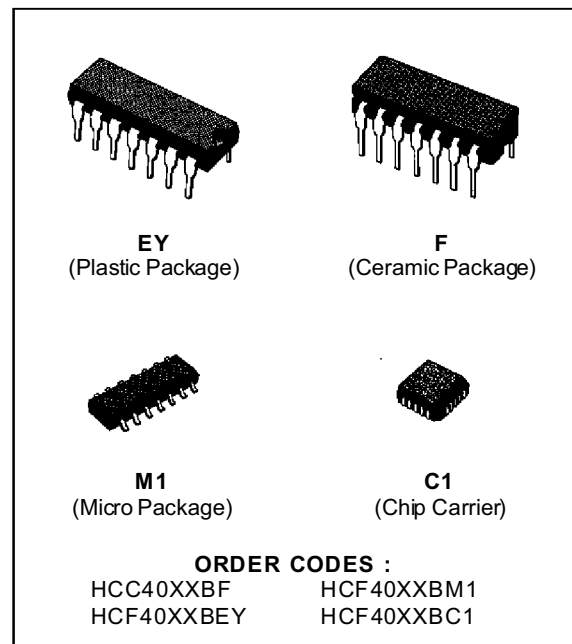 EY
(Plastic Package)
F
(Ceramic Package)
M1
(Micro Package)
C1
(Chip Carrier)
ORDER CODES :
HCC40XXBF HCF40XXBM1
HCF40XXBEY HCF40XXBC1